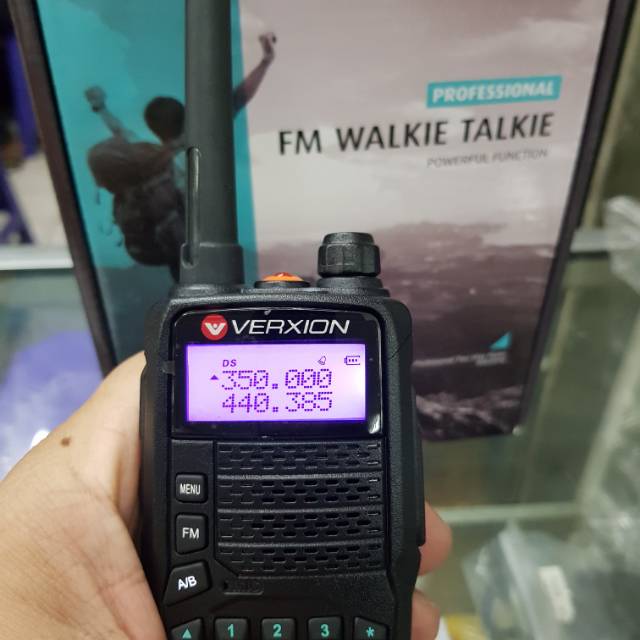 PROFESSIONAL
FM WALKIE TALKIE
POWERFUL FUNCTION
VERXION
DS
350.000
440.385
MENU
FM
A/B
▲ 1 2 3 *